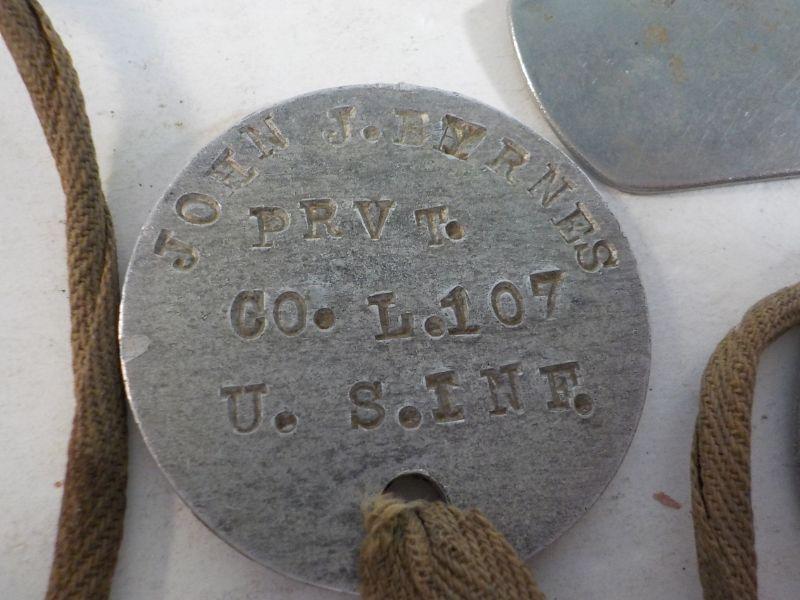 JOHN J. BYRNES
PRVT.
CO. L. 107
U. S. INF.